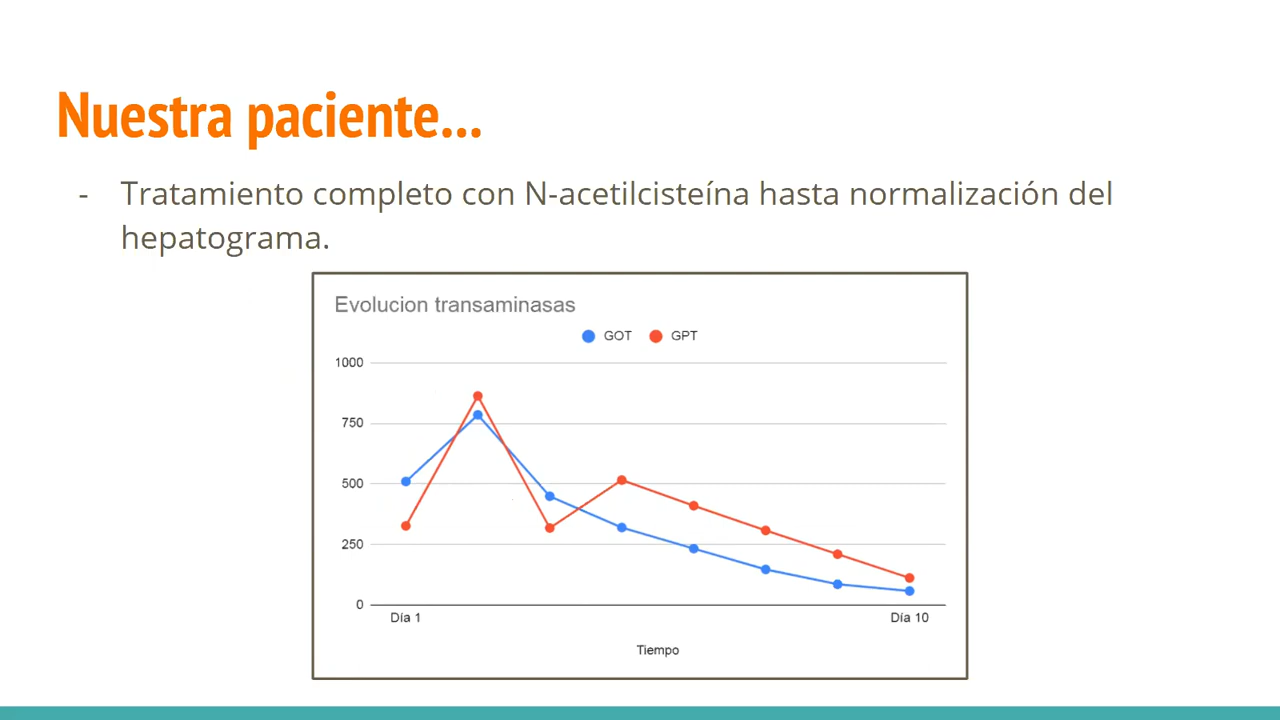 Nuestra paciente...
- Tratamiento completo con N-acetilcisteína hasta normalización del
hepatograma.
Evolucion transaminasas
GOT GPT
1000
750
500
250
0
Día 1 Día 10
Tiempo